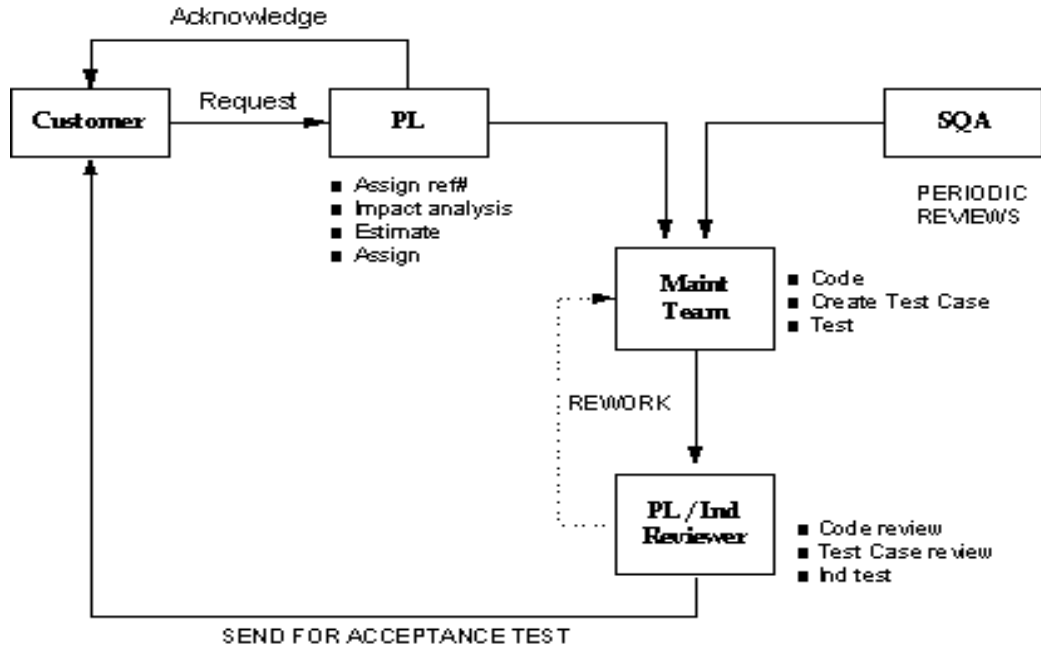 Acknowledge
Customer
Request
PL
SQA
■ Assign ref#
■ Impact analysis
■ Estimate
■ Assign
PERIODIC
REVIEWS
Maint
Team
■ Code
■ Create Test Case
■ Test
REWORK
PL / Ind
Reviewer
■ Code review
■ Test Case review
■ Ind test
SEND FOR ACCEPTANCE TEST